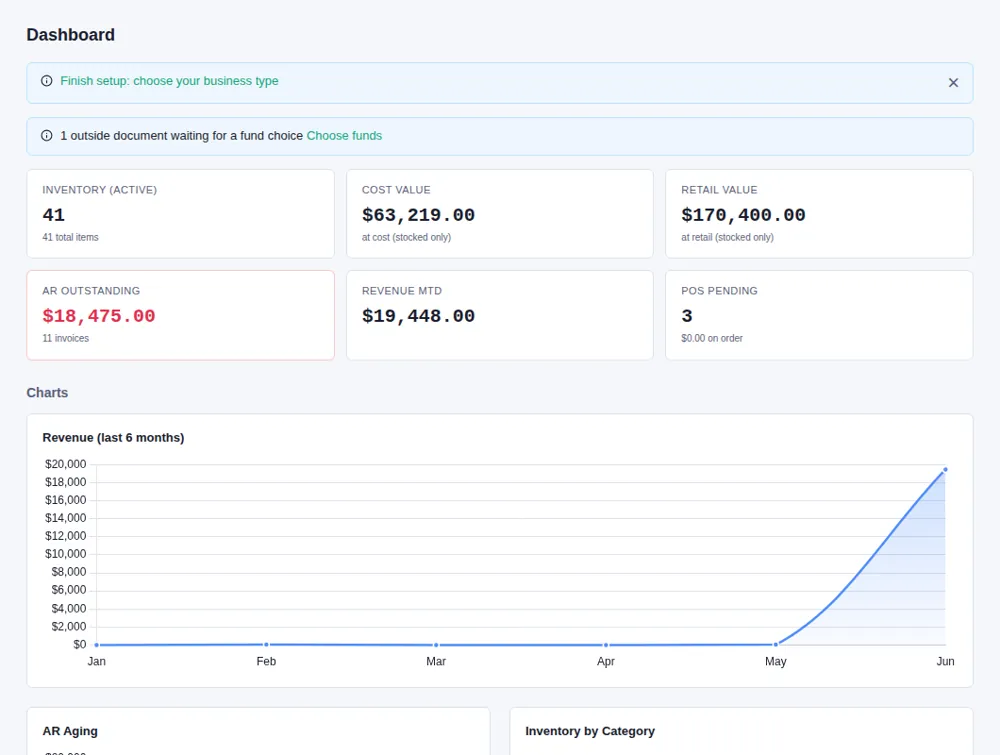 Dashboard
Finish setup: choose your business type
1 outside document waiting for a fund choice Choose funds
INVENTORY (ACTIVE)
41
41 total items
COST VALUE
$63,219.00
at cost (stocked only)
RETAIL VALUE
$170,400.00
at retail (stocked only)
AR OUTSTANDING
$18,475.00
11 invoices
REVENUE MTD
$19,448.00
POS PENDING
3
$0.00 on order
Charts
Revenue (last 6 months)
$20,000
$18,000
$16,000
$14,000
$12,000
$10,000
$8,000
$6,000
$4,000
$2,000
$0
Jan Feb Mar Apr May Jun
AR Aging
Inventory by Category